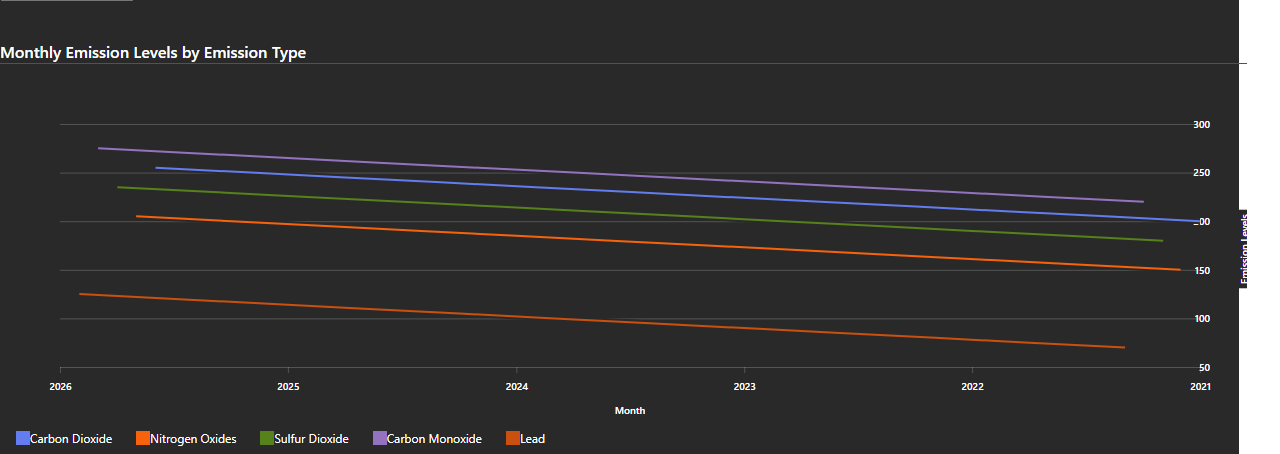 Monthly Emission Levels by Emission Type
300
250
00
150
100
50
Emission Levels
2026 2025 2024 2023 2022 2021
Month
Carbon Dioxide Nitrogen Oxides Sulfur Dioxide Carbon Monoxide Lead